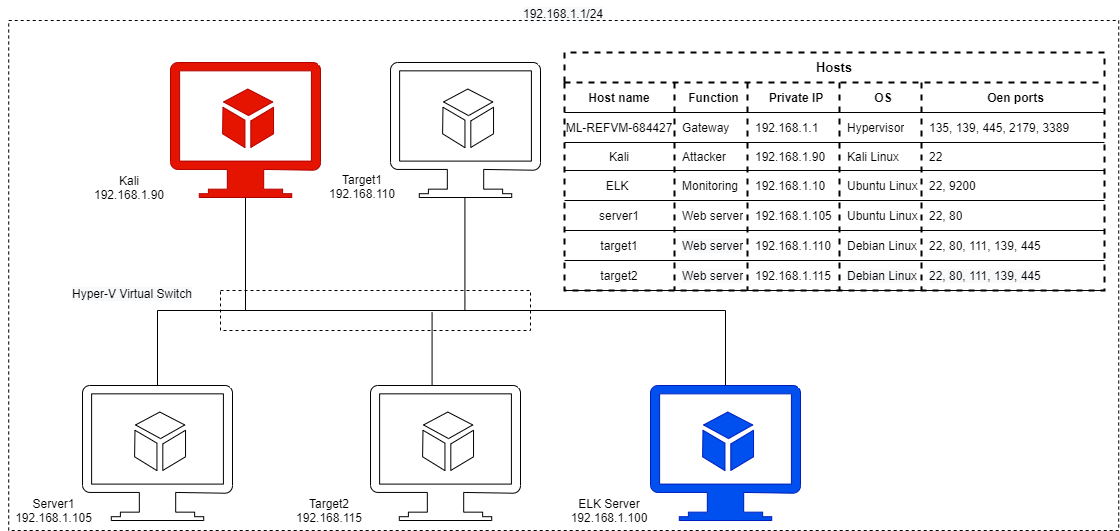 192.168.1.1/24
Hosts
Host name Function Private IP OS Oen ports
ML-REFVM-684427 Gateway 192.168.1.1 Hypervisor 135, 139, 445, 2179, 3389
Kali Attacker 192.168.1.90 Kali Linux 22
ELK Monitoring 192.168.1.10 Ubuntu Linux 22, 9200
server1 Web server 192.168.1.105 Ubuntu Linux 22, 80
target1 Web server 192.168.1.110 Debian Linux 22, 80, 111, 139, 445
target2 Web server 192.168.1.115 Debian Linux 22, 80, 111, 139, 445
Kali
192.168.1.90
Target1
192.168.110
Hyper-V Virtual Switch
Server1
192.168.1.105
Target2
192.168.115
ELK Server
192.168.1.100